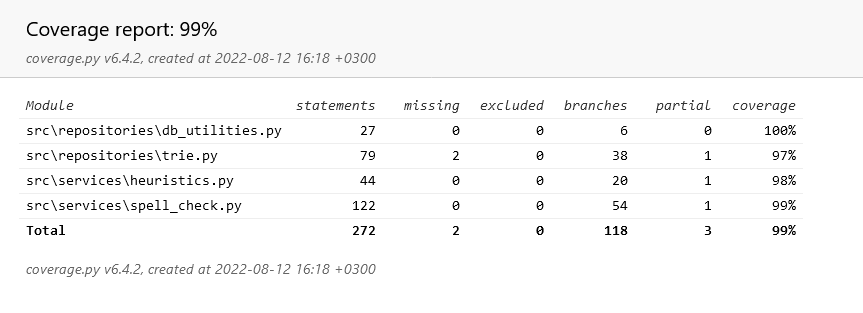 Coverage report: 99%
coverage.py v6.4.2, created at 2022-08-12 16:18 +0300
Module statements missing excluded branches partial coverage
src\repositories\db_utilities.py 27 0 0 6 0 100%
src\repositories\trie.py 79 2 0 38 1 97%
src\services\heuristics.py 44 0 0 20 1 98%
src\services\spell_check.py 122 0 0 54 1 99%
Total 272 2 0 118 3 99%
coverage.py v6.4.2, created at 2022-08-12 16:18 +0300